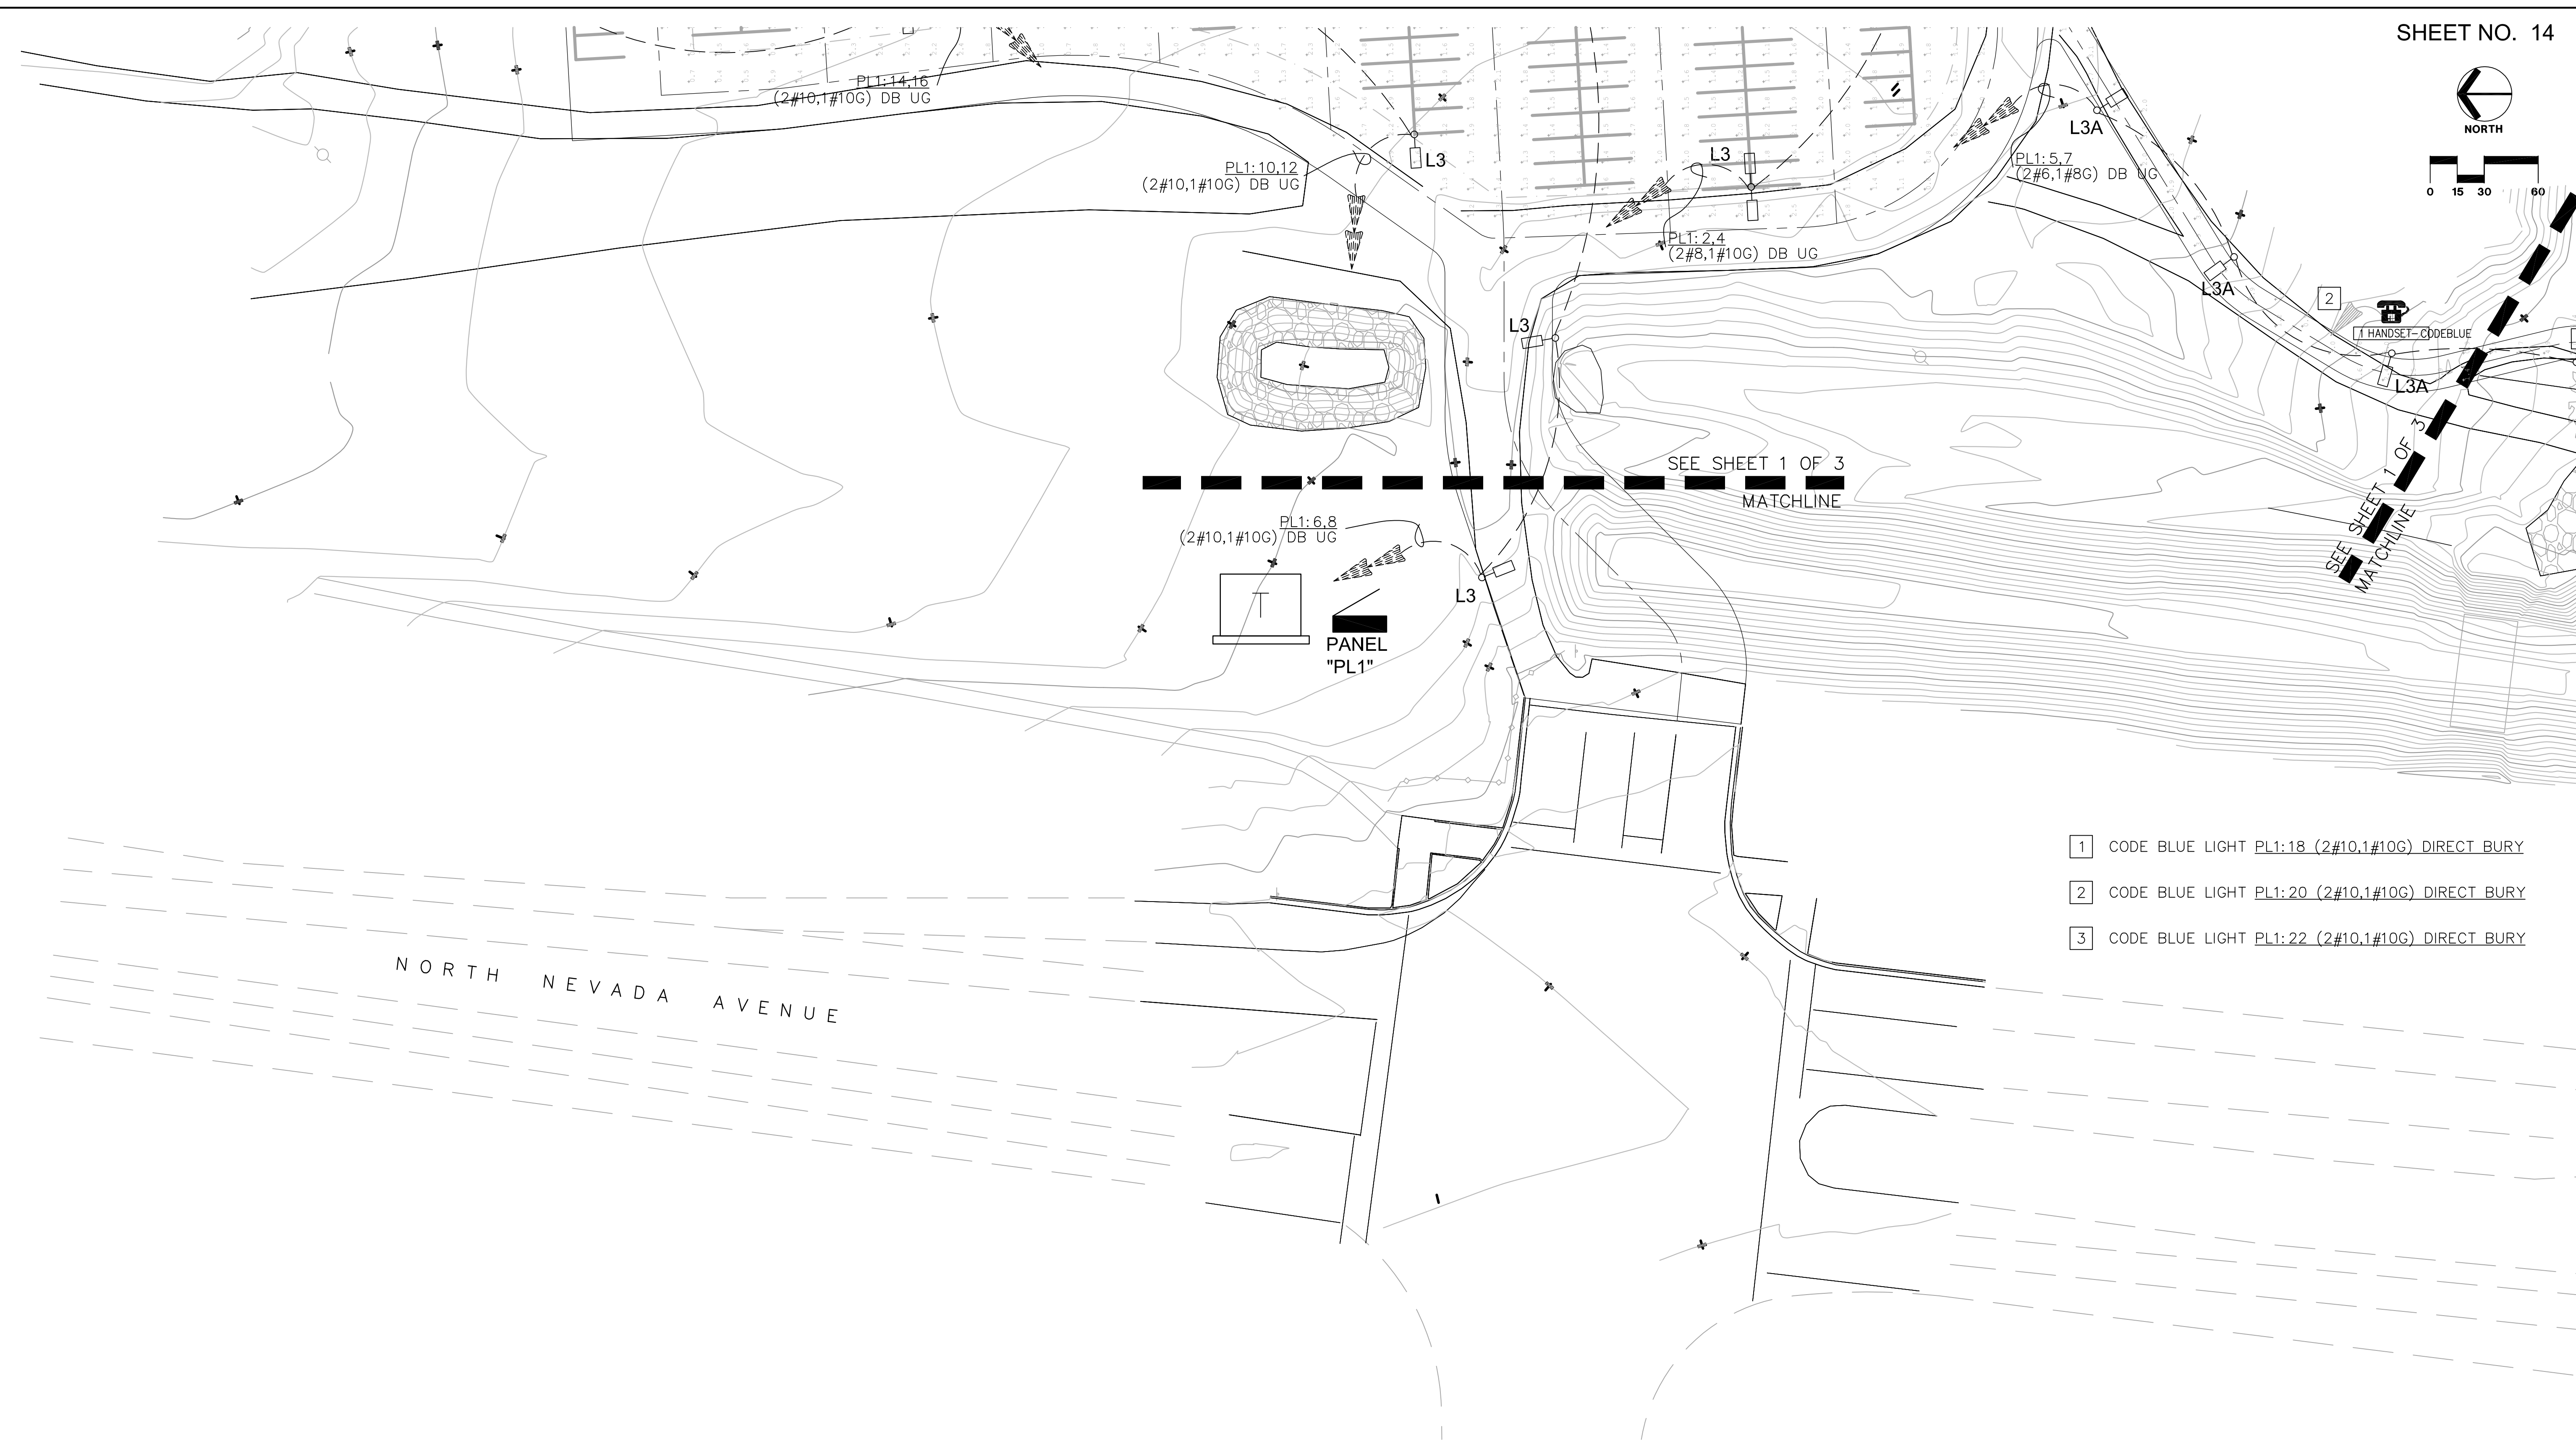 SHEET NO. 14
NORTH
0 15 30 60
PL1:14,16
(2#10,1#10G) DB UG
PL1:10,12
(2#10,1#10G) DB UG
L3
L3
PL1:2,4
(2#8,1#10G) DB UG
L3A
PL1:5,7
(2#6,1#8G) DB UG
L3A
2
1 HANDSET-CODEBLUE
L3A
L3
SEE SHEET 1 OF 3
MATCHLINE
SEE SHEET 1 OF 3
MATCHLINE
PL1:6,8
(2#10,1#10G) DB UG
T
L3
PANEL
"PL1"
1 CODE BLUE LIGHT PL1:18 (2#10,1#10G) DIRECT BURY
2 CODE BLUE LIGHT PL1:20 (2#10,1#10G) DIRECT BURY
3 CODE BLUE LIGHT PL1:22 (2#10,1#10G) DIRECT BURY
NORTH NEVADA AVENUE